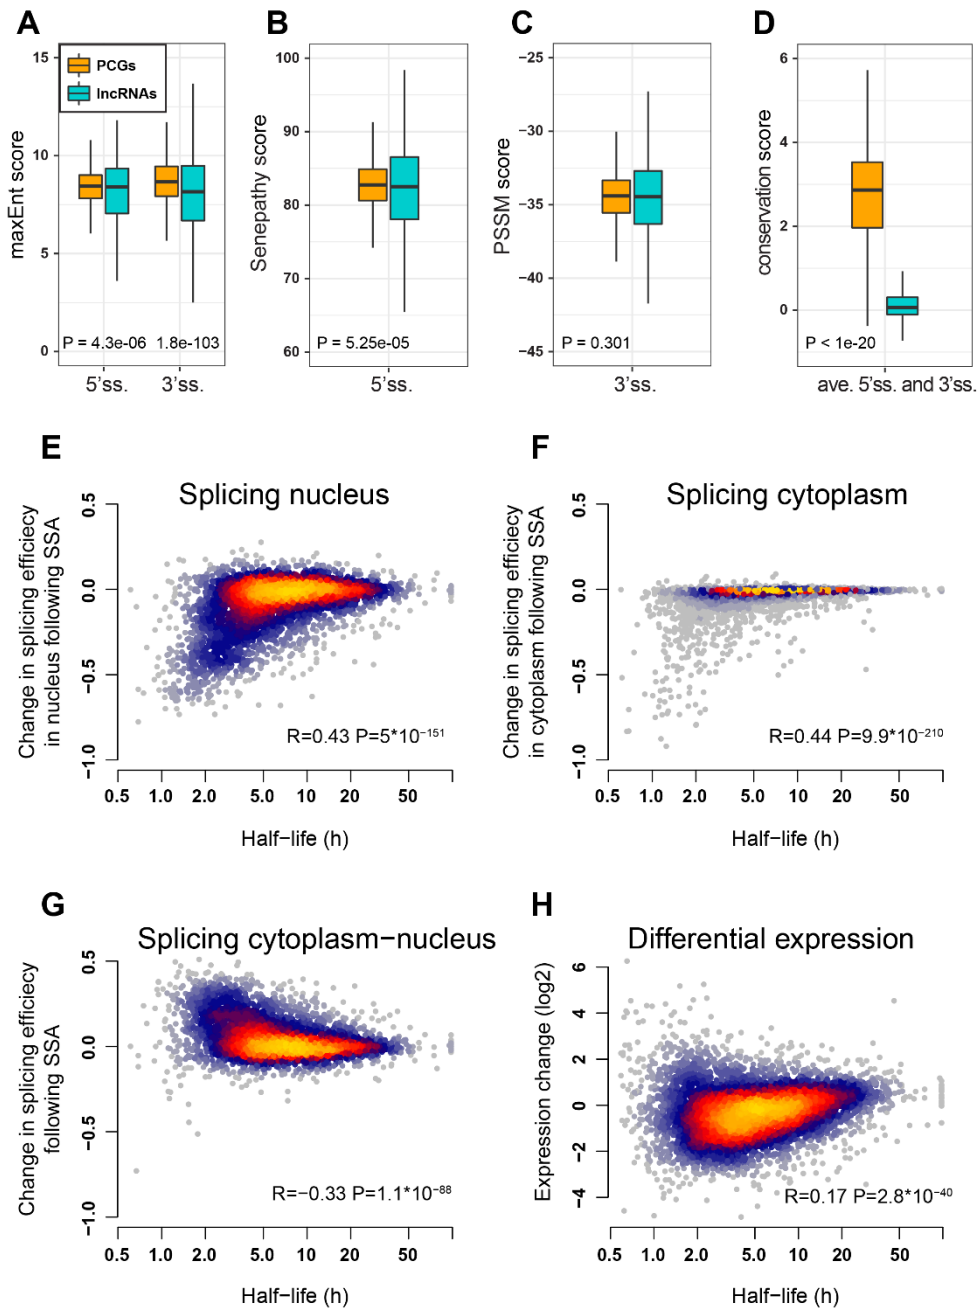 A
B
C
D
PCGs
lncRNAs
maxEnt score
15
10
5
0
P = 4.3e-06
1.8e-103
5'ss.
3'ss.
Senepathy score
100
90
80
70
60
P = 5.25e-05
5'ss.
PSSM score
−25
−30
−35
−40
−45
P = 0.301
3'ss.
conservation score
6
4
2
0
P < 1e-20
ave. 5'ss. and 3'ss.
E
Splicing nucleus
Change in splicing efficiecy
in nucleus following SSA
0.5
0.0
−0.5
−1.0
R=0.43 P=5*10⁻¹⁵¹
0.5 1.0 2.0 5.0 10 20 50
Half−life (h)
F
Splicing cytoplasm
Change in splicing efficiecy
in cytoplasm following SSA
0.5
0.0
−0.5
−1.0
R=0.44 P=9.9*10⁻²¹⁰
0.5 1.0 2.0 5.0 10 20 50
Half−life (h)
G
Splicing cytoplasm−nucleus
Change in splicing efficiecy
following SSA
0.5
0.0
−0.5
−1.0
R=−0.33 P=1.1*10⁻⁸⁸
0.5 1.0 2.0 5.0 10 20 50
Half−life (h)
H
Differential expression
Expression change (log2)
6
4
2
0
−2
−4
R=0.17 P=2.8*10⁻⁴⁰
0.5 1.0 2.0 5.0 10 20 50
Half−life (h)